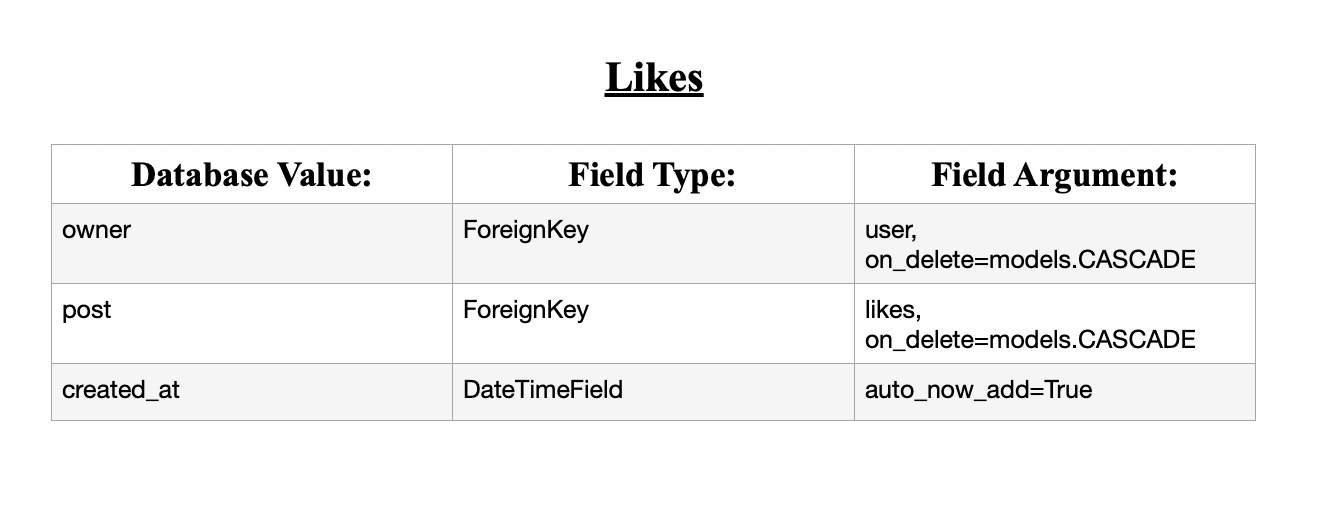 Likes
Database Value: Field Type: Field Argument:
owner ForeignKey user,
on_delete=models.CASCADE
post ForeignKey likes,
on_delete=models.CASCADE
created_at DateTimeField auto_now_add=True